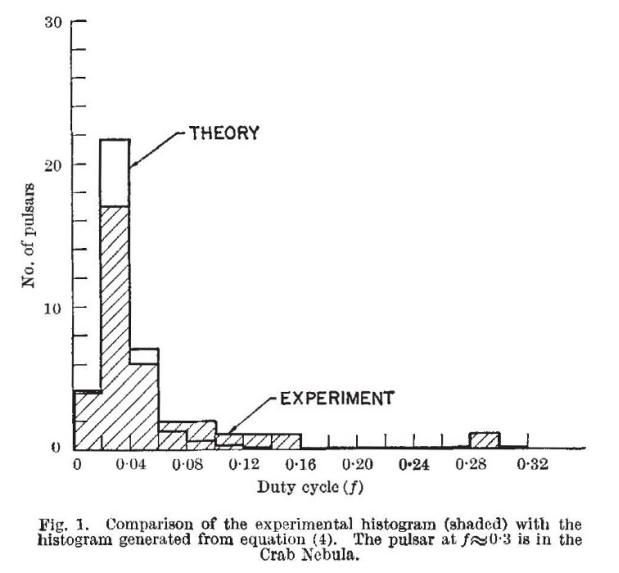 30
THEORY
20
No. of pulsars
10
EXPERIMENT
0
0 0·04 0·08 0·12 0·16 0·20 0·24 0·28 0·32
Duty cycle (f)
Fig. 1. Comparison of the experimental histogram (shaded) with the
histogram generated from equation (4). The pulsar at f≈0·3 is in the
Crab Nebula.